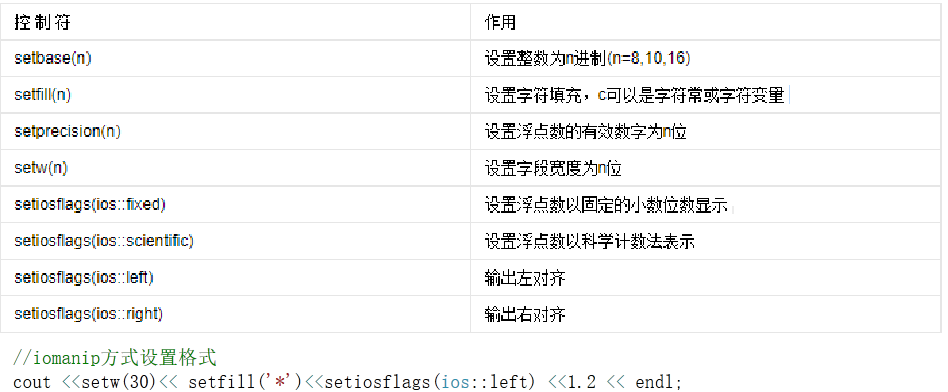 控制符 作用
setbase(n) 设置整数为n进制(n=8,10,16)
setfill(n) 设置字符填充，c可以是字符常或字符变量
setprecision(n) 设置浮点数的有效数字为n位
setw(n) 设置字段宽度为n位
setiosflags(ios::fixed) 设置浮点数以固定的小数位数显示
setiosflags(ios::scientific) 设置浮点数以科学计数法表示
setiosflags(ios::left) 输出左对齐
setiosflags(ios::right) 输出右对齐
//iomanip方式设置格式
cout <<setw(30)<< setfill('*')<<setiosflags(ios::left) <<1.2 << endl;